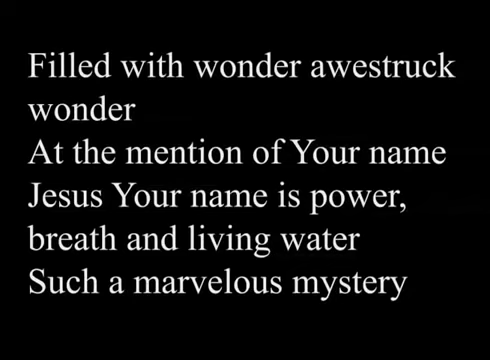 Filled with wonder awestruck
wonder
At the mention of Your name
Jesus Your name is power,
breath and living water
Such a marvelous mystery